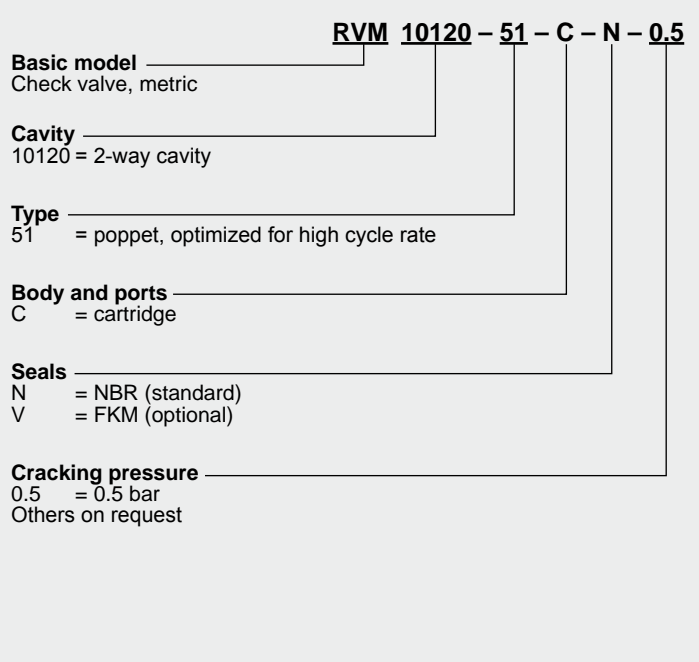 RVM 10120 – 51 – C – N – 0.5
Basic model
Check valve, metric
Cavity
10120 = 2-way cavity
Type
51 = poppet, optimized for high cycle rate
Body and ports
C = cartridge
Seals
N = NBR (standard)
V = FKM (optional)
Cracking pressure
0.5 = 0.5 bar
Others on request